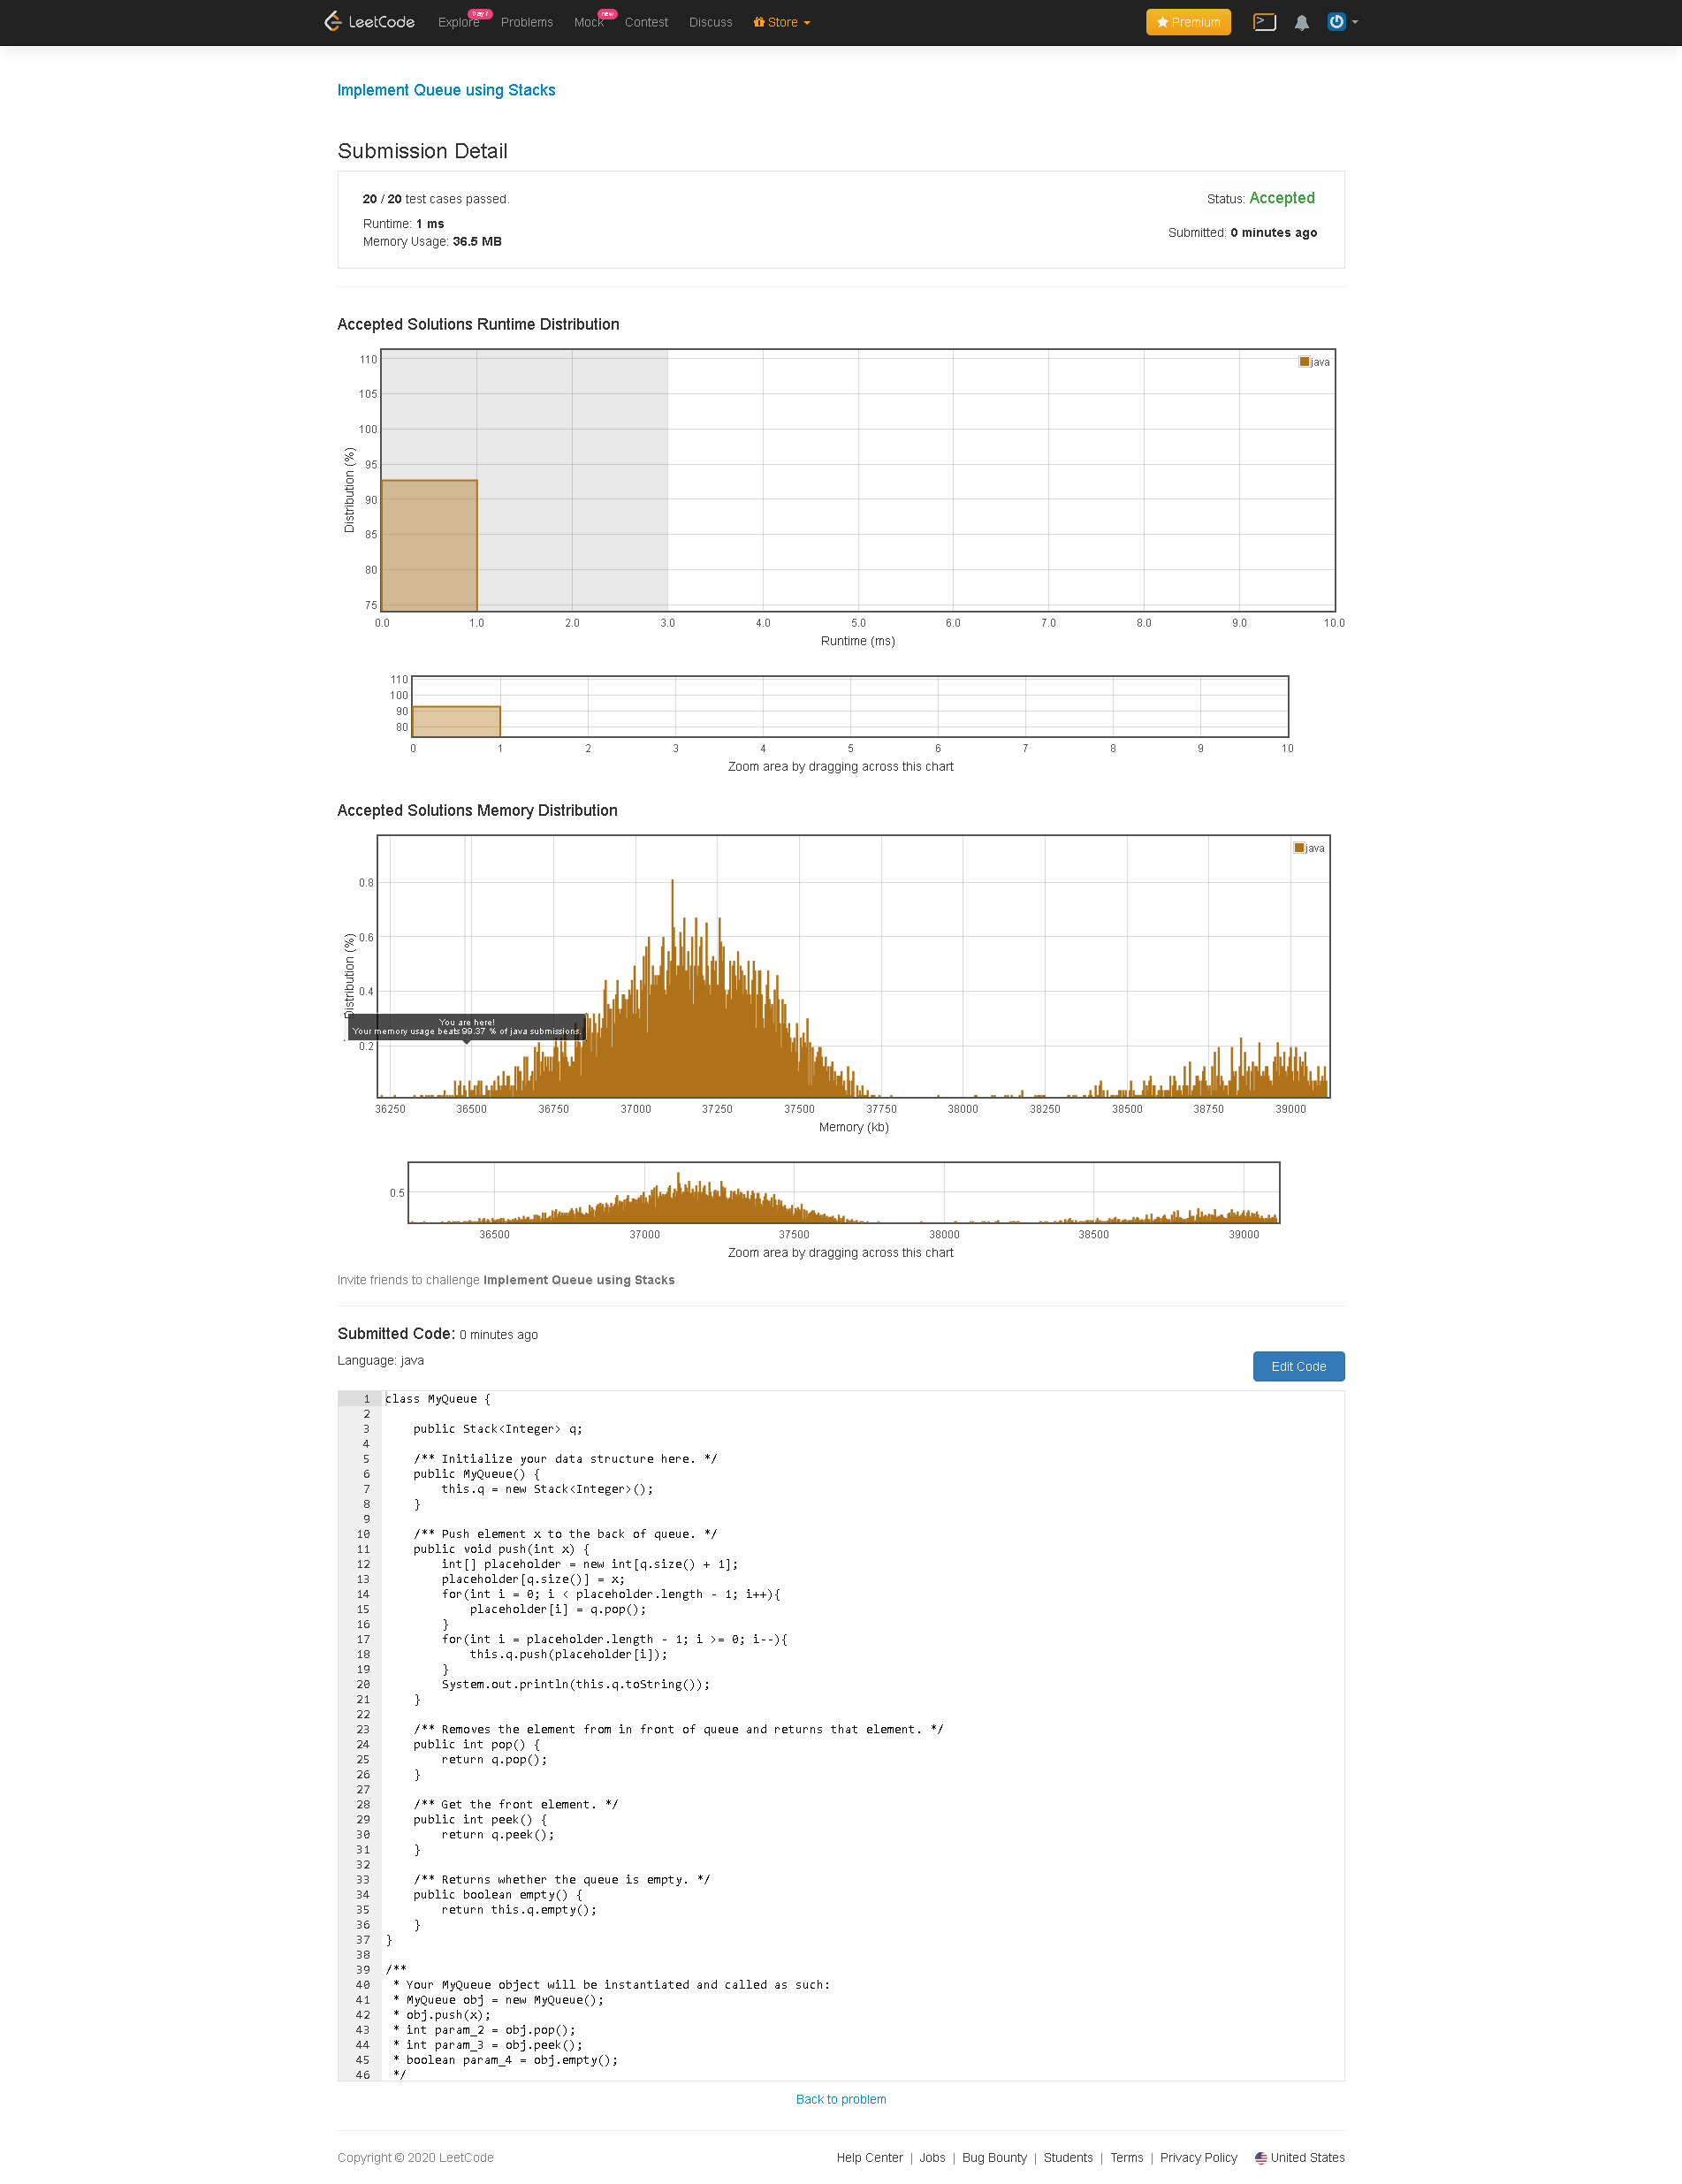 LeetCode Explore Day 7 Problems Mock new Contest Discuss Store Premium
Implement Queue using Stacks
Submission Detail
20 / 20 test cases passed.
Status: Accepted
Runtime: 1 ms
Submitted: 0 minutes ago
Memory Usage: 36.5 MB
Accepted Solutions Runtime Distribution
java
110
105
100
95
90
85
80
75
Distribution (%)
0.0 1.0 2.0 3.0 4.0 5.0 6.0 7.0 8.0 9.0 10.0
Runtime (ms)
110
100
90
80
0 1 2 3 4 5 6 7 8 9 10
Zoom area by dragging across this chart
Accepted Solutions Memory Distribution
java
0.8
0.6
0.4
0.2
Distribution (%)
You are here!
Your memory usage beats 99.37 % of java submissions.
36250 36500 36750 37000 37250 37500 37750 38000 38250 38500 38750 39000
Memory (kb)
0.5
36500 37000 37500 38000 38500 39000
Zoom area by dragging across this chart
Invite friends to challenge Implement Queue using Stacks
Submitted Code: 0 minutes ago
Language: java
Edit Code
1 class MyQueue {
2
3     public Stack<Integer> q;
4
5     /** Initialize your data structure here. */
6     public MyQueue() {
7         this.q = new Stack<Integer>();
8     }
9
10     /** Push element x to the back of queue. */
11     public void push(int x) {
12         int[] placeholder = new int[q.size() + 1];
13         placeholder[q.size()] = x;
14         for(int i = 0; i < placeholder.length - 1; i++){
15             placeholder[i] = q.pop();
16         }
17         for(int i = placeholder.length - 1; i >= 0; i--){
18             this.q.push(placeholder[i]);
19         }
20         System.out.println(this.q.toString());
21     }
22
23     /** Removes the element from in front of queue and returns that element. */
24     public int pop() {
25         return q.pop();
26     }
27
28     /** Get the front element. */
29     public int peek() {
30         return q.peek();
31     }
32
33     /** Returns whether the queue is empty. */
34     public boolean empty() {
35         return this.q.empty();
36     }
37 }
38
39 /**
40  * Your MyQueue object will be instantiated and called as such:
41  * MyQueue obj = new MyQueue();
42  * obj.push(x);
43  * int param_2 = obj.pop();
44  * int param_3 = obj.peek();
45  * boolean param_4 = obj.empty();
46  */
Back to problem
Copyright © 2020 LeetCode
Help Center | Jobs | Bug Bounty | Students | Terms | Privacy Policy United States